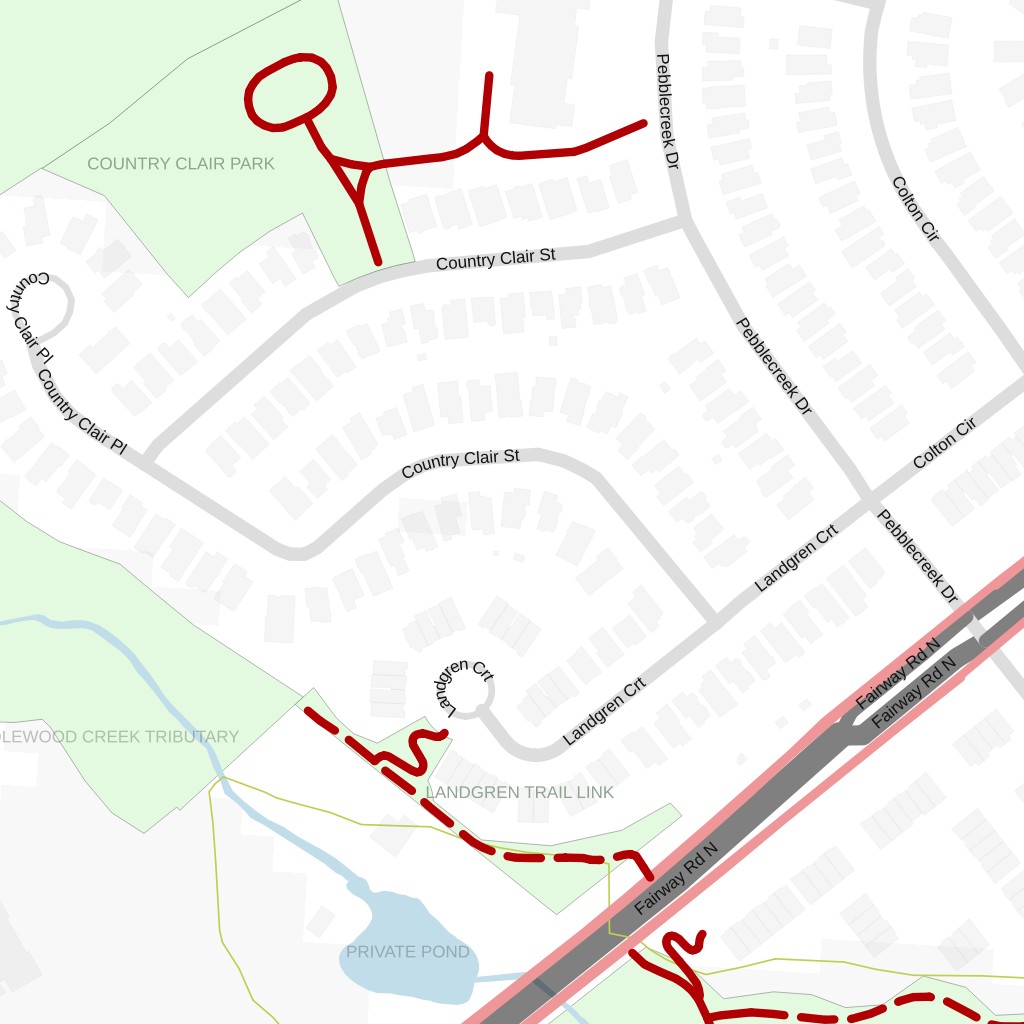 Pebblecreek Dr
COUNTRY CLAIR PARK
Colton Cir
Country Clair St
Country Clair Pl
Pebblecreek Dr
Country Clair Pl
Colton Cir
Country Clair St
Landgren Crt
Pebblecreek Dr
Landgren Crt
Fairway Rd N
Fairway Rd N
Landgren Crt
CREEK TRIBUTARY
LANDGREN TRAIL LINK
Fairway Rd N
PRIVATE POND